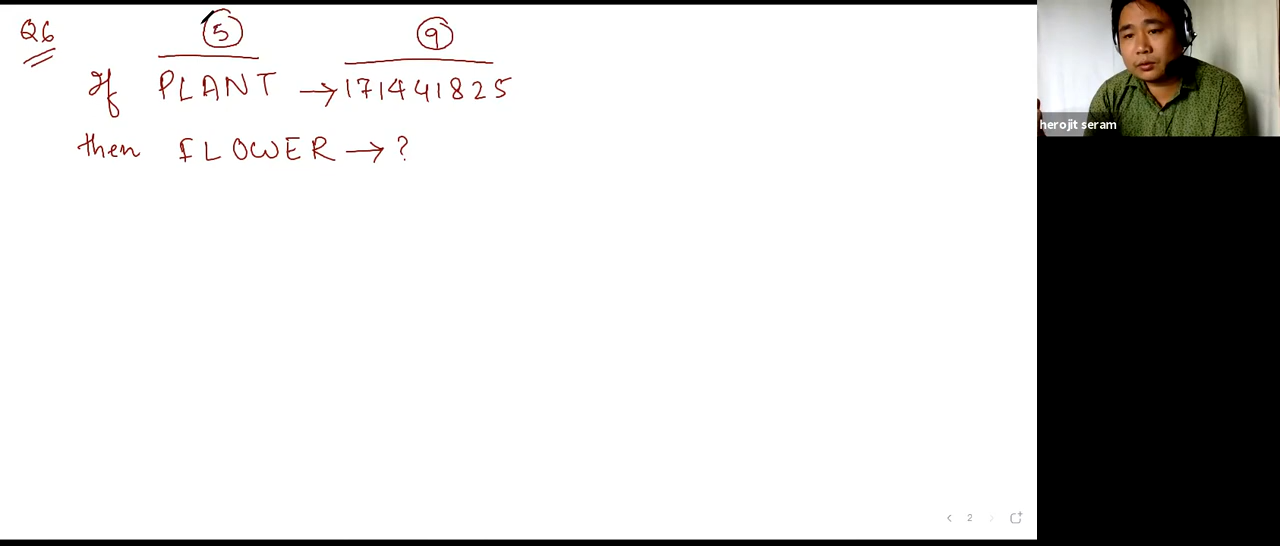 Q6
5 9
If PLANT → 171441825
then FLOWER → ?
herojit seram
2